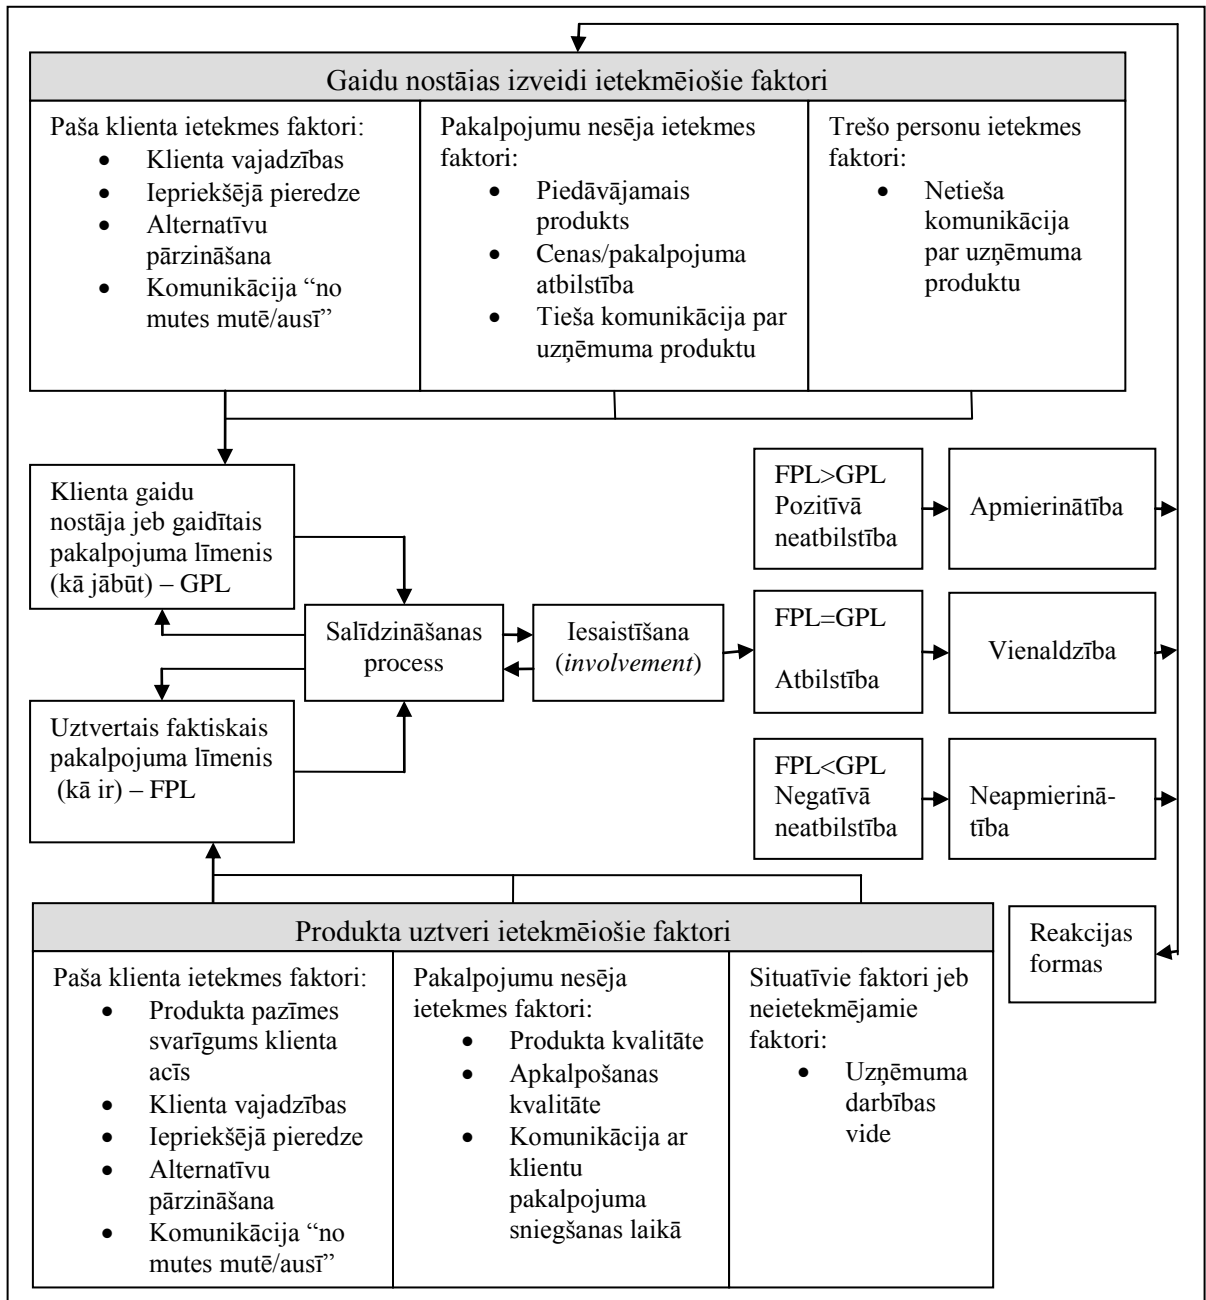 Gaidu nostājas izveidi ietekmējošie faktori
Paša klienta ietekmes faktori:
• Klienta vajadzības
• Iepriekšējā pieredze
• Alternatīvu
pārzināšana
• Komunikācija “no
mutes mutē/ausī”
Pakalpojumu nesēja ietekmes
faktori:
• Piedāvājamais
produkts
• Cenas/pakalpojuma
atbilstība
• Tieša komunikācija par
uzņēmuma produktu
Trešo personu ietekmes
faktori:
• Netieša
komunikācija
par uzņēmuma
produktu
Klienta gaidu
nostāja jeb gaidītais
pakalpojuma līmenis
(kā jābūt) – GPL
Uztvertais faktiskais
pakalpojuma līmenis
(kā ir) – FPL
Salīdzināšanas
process
Iesaistīšana
(involvement)
FPL>GPL
Pozitīvā
neatbilstība
Apmierinātība
FPL=GPL
Atbilstība
Vienaldzība
FPL<GPL
Negatīvā
neatbilstība
Neapmierinā-
tība
Reakcijas
formas
Produkta uztveri ietekmējošie faktori
Paša klienta ietekmes faktori:
• Produkta pazīmes
svarīgums klienta
acīs
• Klienta vajadzības
• Iepriekšējā pieredze
• Alternatīvu
pārzināšana
• Komunikācija “no
mutes mutē/ausī”
Pakalpojumu nesēja
ietekmes faktori:
• Produkta kvalitāte
• Apkalpošanas
kvalitāte
• Komunikācija ar
klientu
pakalpojuma
sniegšanas laikā
Situatīvie faktori jeb
neietekmējamie
faktori:
• Uzņēmuma
darbības
vide